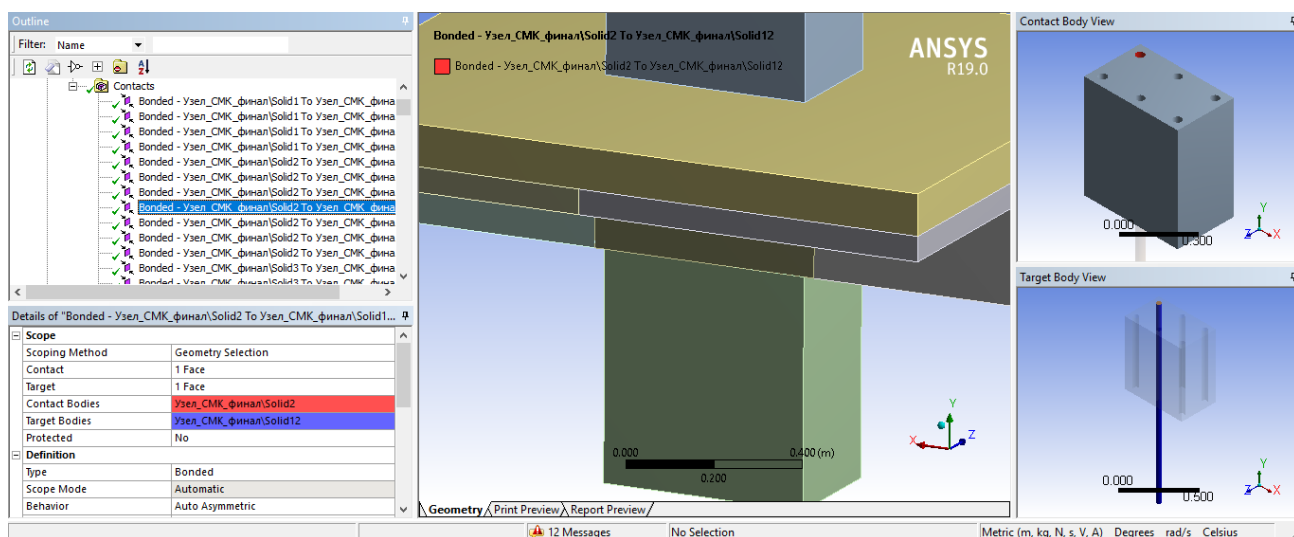 Outline
Filter: Name
Contacts
Bonded - Узел_СМК_финал\Solid1 To Узел_СМК_фина
Bonded - Узел_СМК_финал\Solid1 To Узел_СМК_фина
Bonded - Узел_СМК_финал\Solid1 To Узел_СМК_фина
Bonded - Узел_СМК_финал\Solid1 To Узел_СМК_фина
Bonded - Узел_СМК_финал\Solid2 To Узел_СМК_фина
Bonded - Узел_СМК_финал\Solid2 To Узел_СМК_фина
Bonded - Узел_СМК_финал\Solid2 To Узел_СМК_фина
Bonded - Узел_СМК_финал\Solid2 To Узел_СМК_фина
Bonded - Узел_СМК_финал\Solid2 To Узел_СМК_фина
Bonded - Узел_СМК_финал\Solid2 To Узел_СМК_фина
Bonded - Узел_СМК_финал\Solid2 To Узел_СМК_фина
Bonded - Узел_СМК_финал\Solid3 To Узел_СМК_фина
Bonded - Узел_СМК_финал\Solid3 To Узел_СМК_фина
Details of "Bonded - Узел_СМК_финал\Solid2 To Узел_СМК_финал\Solid1...
Scope
Scoping Method Geometry Selection
Contact 1 Face
Target 1 Face
Contact Bodies Узел_СМК_финал\Solid2
Target Bodies Узел_СМК_финал\Solid12
Protected No
Definition
Type Bonded
Scope Mode Automatic
Behavior Auto Asymmetric
Bonded - Узел_СМК_финал\Solid2 To Узел_СМК_финал\Solid12
Bonded - Узел_СМК_финал\Solid2 To Узел_СМК_финал\Solid12
ANSYS
R19.0
Y
X
Z
0.000 0.400 (m)
0.200
Geometry Print Preview Report Preview
Contact Body View
0.000
0.300
Y
Z X
Target Body View
0.000
0.500
Y
Z X
12 Messages No Selection Metric (m, kg, N, s, V, A) Degrees rad/s Celsius